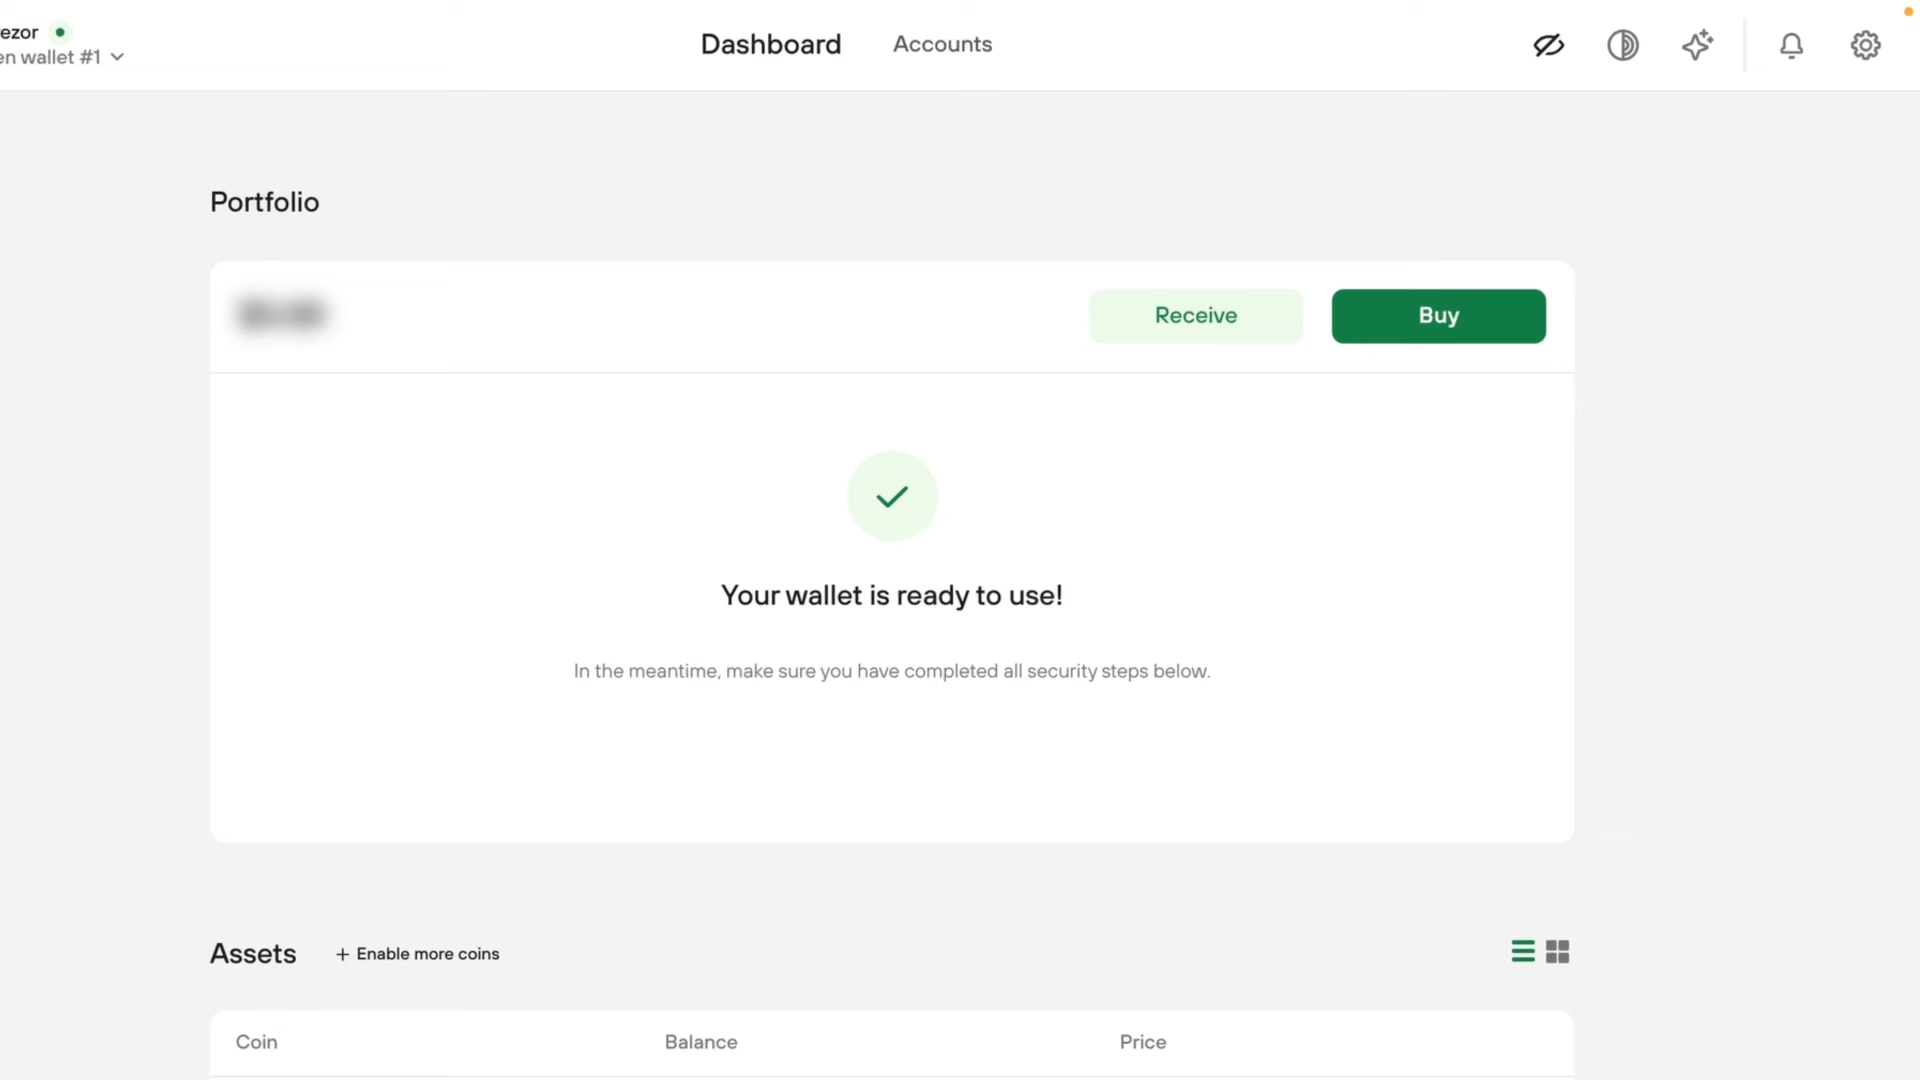 ezor
en wallet #1
Dashboard
Accounts
Portfolio
Receive
Buy
Your wallet is ready to use!
In the meantime, make sure you have completed all security steps below.
Assets
+ Enable more coins
Coin
Balance
Price